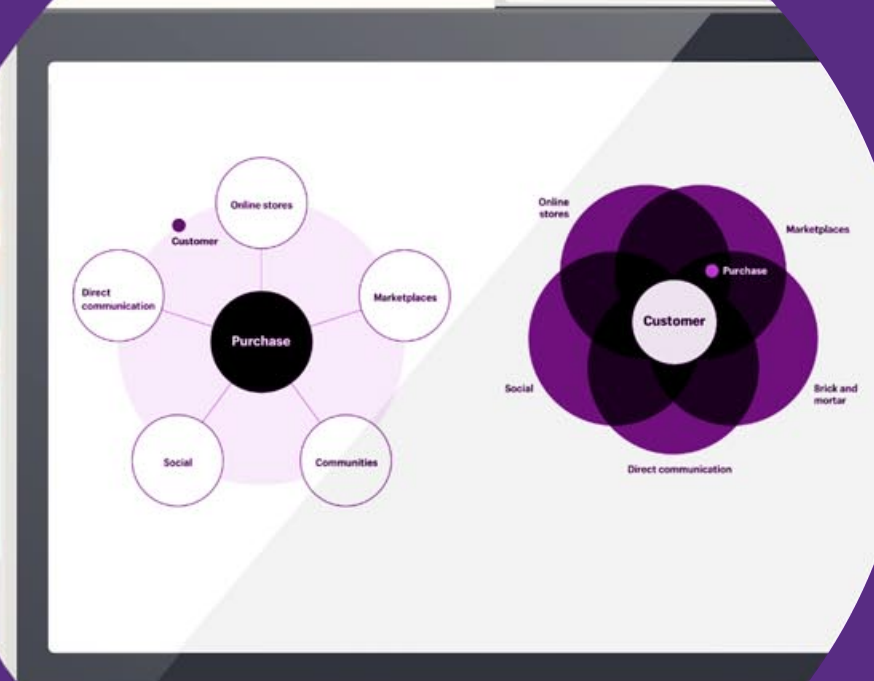 Online stores
Customer
Direct
communication
Marketplaces
Purchase
Social
Communities
Online
stores
Marketplaces
Purchase
Customer
Social
Brick and
mortar
Direct communication